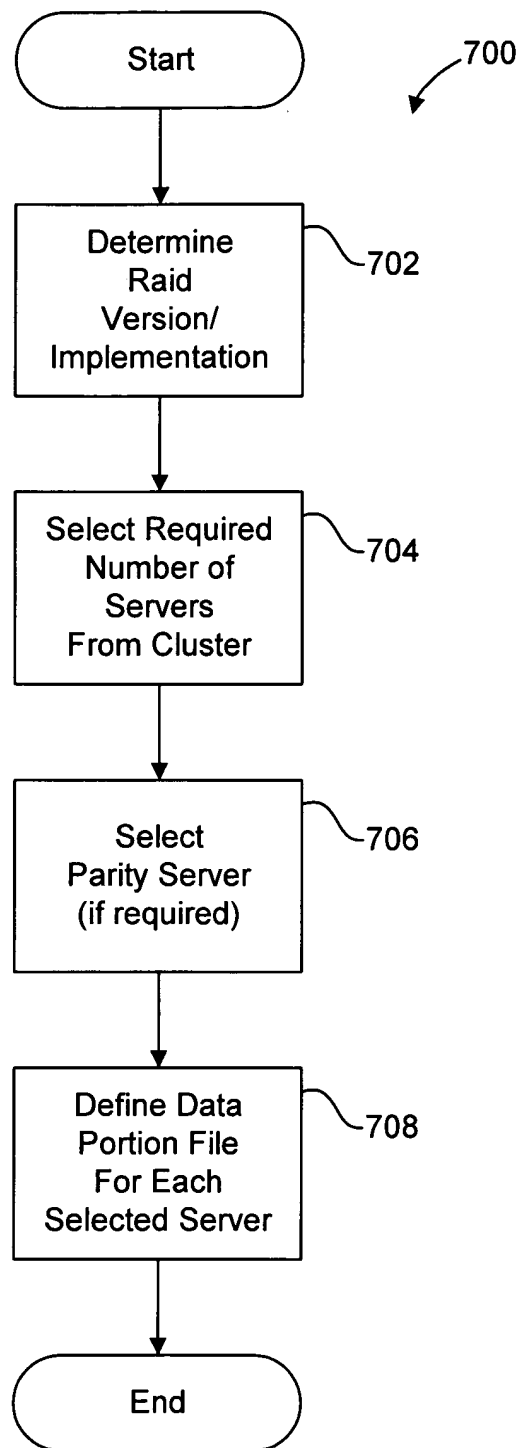 Start
700
Determine
Raid
Version/
Implementation
702
Select Required
Number of
Servers
From Cluster
704
Select
Parity Server
(if required)
706
Define Data
Portion File
For Each
Selected Server
708
End